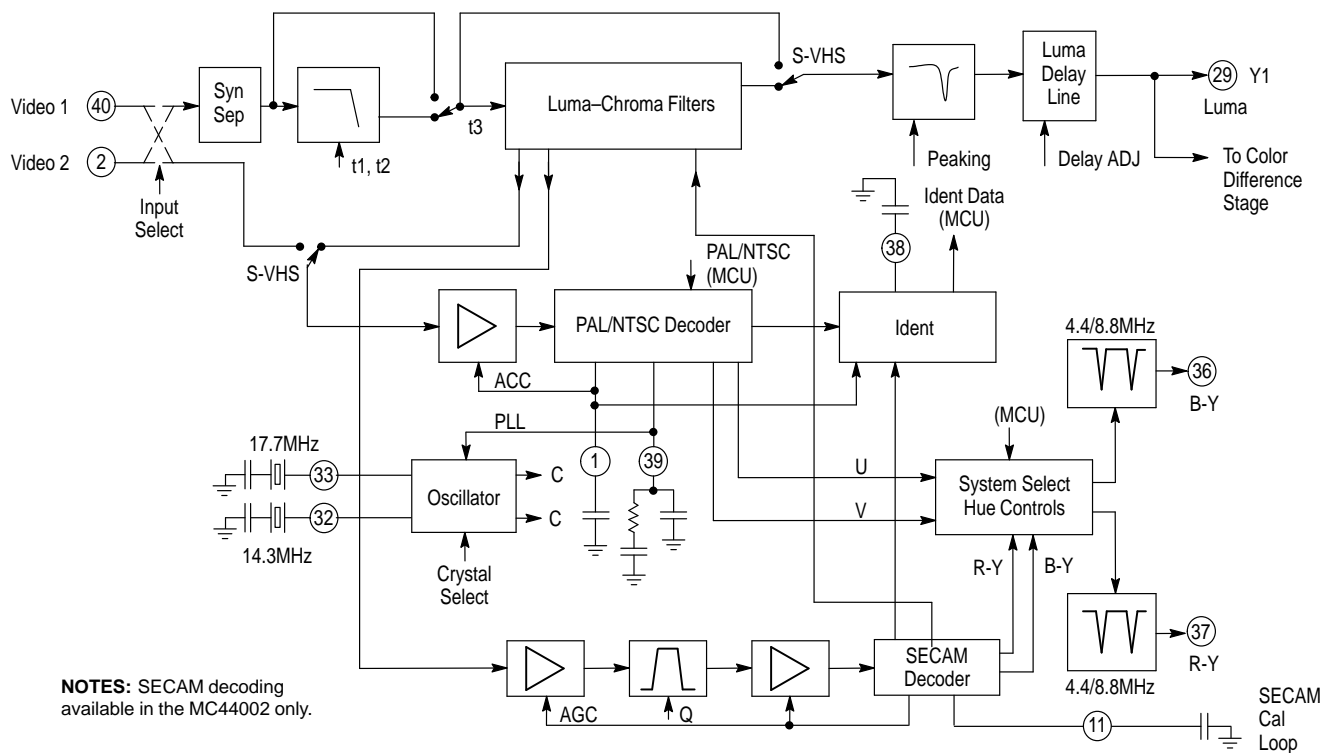 S-VHS
Syn
Sep
Luma–Chroma Filters
Luma
Delay
Line
29 Y1
Luma
Video 1 40
Video 2 2
t3
t1, t2
Peaking
Delay ADJ
To Color
Difference
Stage
Input
Select
Ident Data
(MCU)
38
S-VHS
PAL/NTSC
(MCU)
PAL/NTSC Decoder
Ident
4.4/8.8MHz
36
B-Y
ACC
(MCU)
PLL
17.7MHz
33
32
14.3MHz
Oscillator
C
C
1
39
U
V
System Select
Hue Controls
Crystal
Select
R-Y
B-Y
37
R-Y
4.4/8.8MHz
SECAM
Decoder
AGC
Q
11
SECAM
Cal
Loop
NOTES: SECAM decoding
available in the MC44002 only.